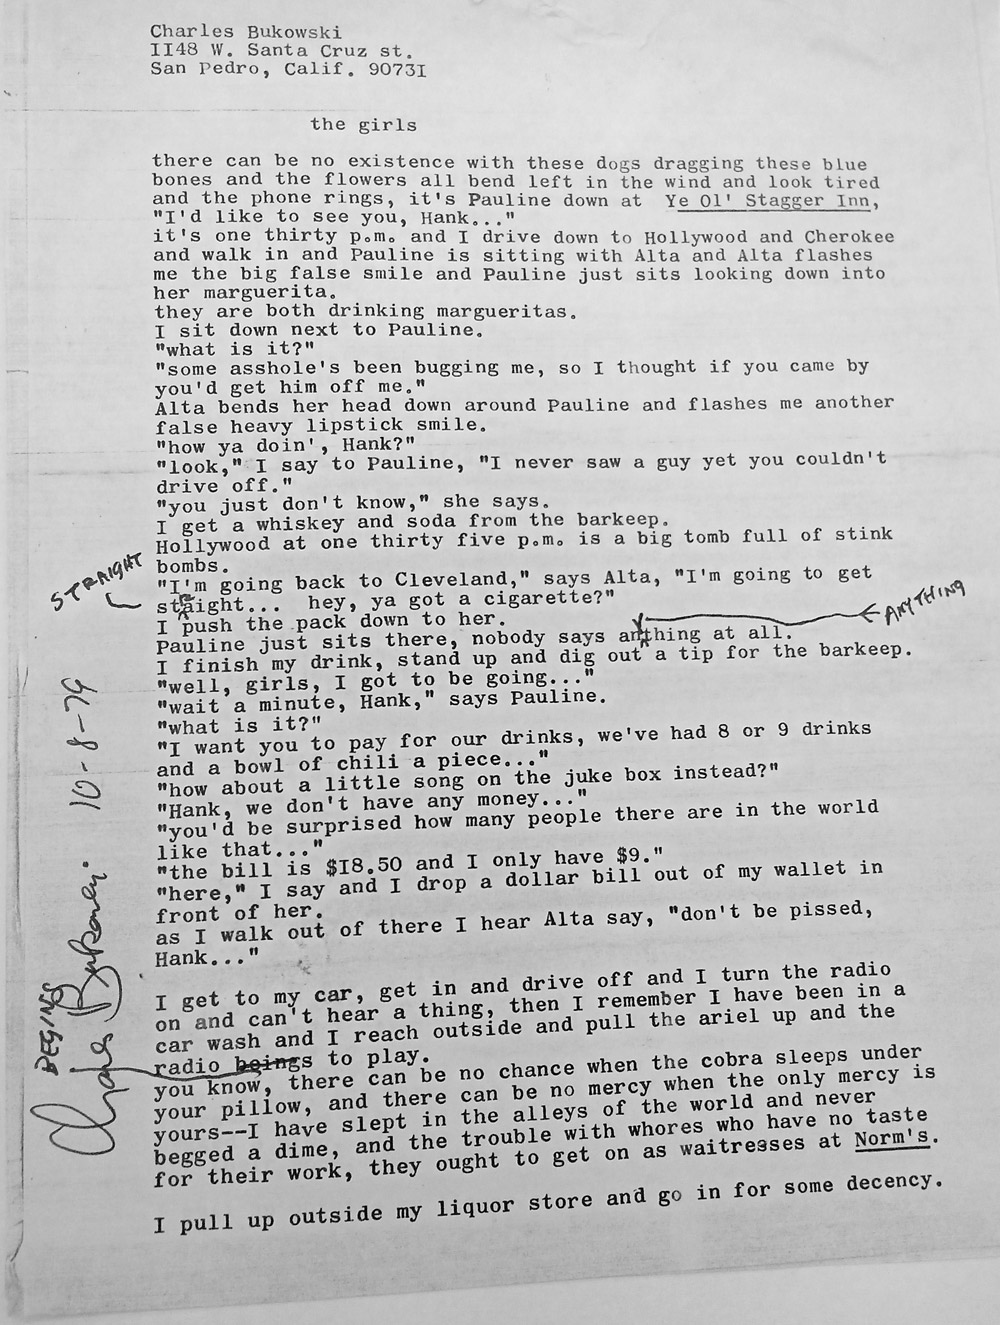 Charles Bukowski
II48 W. Santa Cruz st.
San Pedro, Calif. 9073I
the girls
there can be no existence with these dogs dragging these blue
bones and the flowers all bend left in the wind and look tired
and the phone rings, it's Pauline down at Ye Ol' Stagger Inn,
"I'd like to see you, Hank..."
it's one thirty p.m. and I drive down to Hollywood and Cherokee
and walk in and Pauline is sitting with Alta and Alta flashes
me the big false smile and Pauline just sits looking down into
her marguerita.
they are both drinking margueritas.
I sit down next to Pauline.
"what is it?"
"some asshole's been bugging me, so I thought if you came by
you'd get him off me."
Alta bends her head down around Pauline and flashes me another
false heavy lipstick smile.
"how ya doin', Hank?"
"look," I say to Pauline, "I never saw a guy yet you couldn't
drive off."
"you just don't know," she says.
I get a whiskey and soda from the barkeep.
Hollywood at one thirty five p.m. is a big tomb full of stink
bombs.
"I'm going back to Cleveland," says Alta, "I'm going to get
STRAIGHT
straight... hey, ya got a cigarette?"
I push the pack down to her.
ANYTHING
Pauline just sits there, nobody says anything at all.
I finish my drink, stand up and dig out a tip for the barkeep.
"well, girls, I got to be going..."
"wait a minute, Hank," says Pauline.
"what is it?"
"I want you to pay for our drinks, we've had 8 or 9 drinks
and a bowl of chili a piece..."
"how about a little song on the juke box instead?"
"Hank, we don't have any money..."
"you'd be surprised how many people there are in the world
like that..."
"the bill is $I8.50 and I only have $9."
"here," I say and I drop a dollar bill out of my wallet in
front of her.
as I walk out of there I hear Alta say, "don't be pissed,
Hank..."
I get to my car, get in and drive off and I turn the radio
on and can't hear a thing, then I remember I have been in a
car wash and I reach outside and pull the ariel up and the
radio beings to play.
BEGINS
you know, there can be no chance when the cobra sleeps under
your pillow, and there can be no mercy when the only mercy is
yours--I have slept in the alleys of the world and never
begged a dime, and the trouble with whores who have no taste
for their work, they ought to get on as waitresses at Norm's.
I pull up outside my liquor store and go in for some decency.
Charles Bukowski 10-8-79